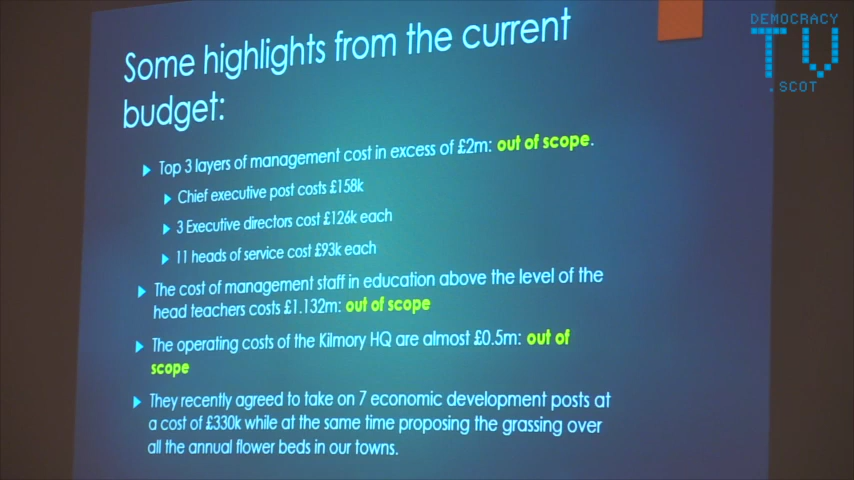 Some highlights from the current
budget:
Top 3 layers of management cost in excess of £2m: out of scope.
Chief executive post costs £158k
3 Executive directors cost £126k each
11 heads of service cost £93k each
The cost of management staff in education above the level of the
head teachers costs £1.132m: out of scope
The operating costs of the Kilmory HQ are almost £0.5m: out of
scope
They recently agreed to take on 7 economic development posts at
a cost of £330k while at the same time proposing the grassing over
all the annual flower beds in our towns.
DEMOCRACY
TV
.SCOT